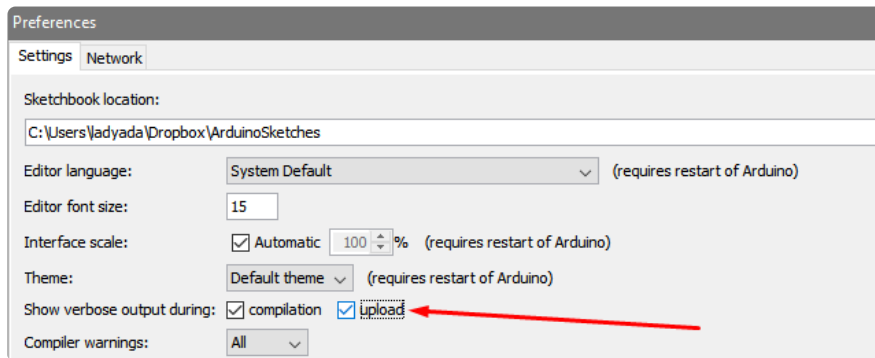 Preferences
Settings Network
Sketchbook location:
C:\Users\ladyada\Dropbox\ArduinoSketches
Editor language: System Default (requires restart of Arduino)
Editor font size: 15
Interface scale: Automatic 100 % (requires restart of Arduino)
Theme: Default theme (requires restart of Arduino)
Show verbose output during: compilation upload
Compiler warnings: All